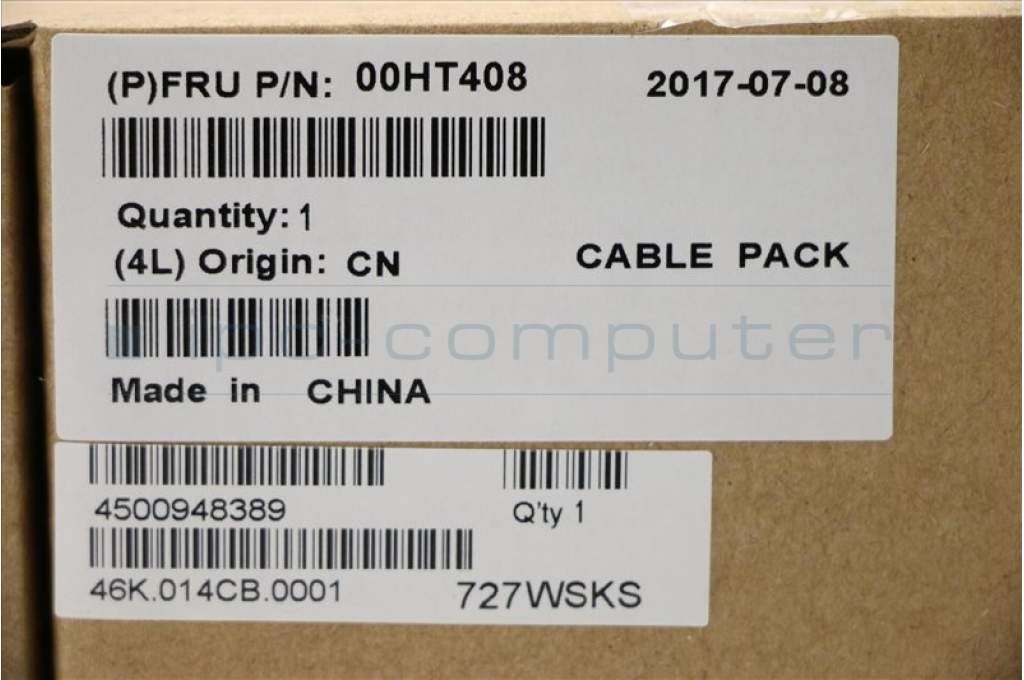 (P)FRU P/N: 00HT408 2017-07-08
Quantity: 1
(4L) Origin: CN CABLE PACK
ipc-computer
Made in CHINA
4500948389 Q'ty 1
46K.014CB.0001 727WSKS